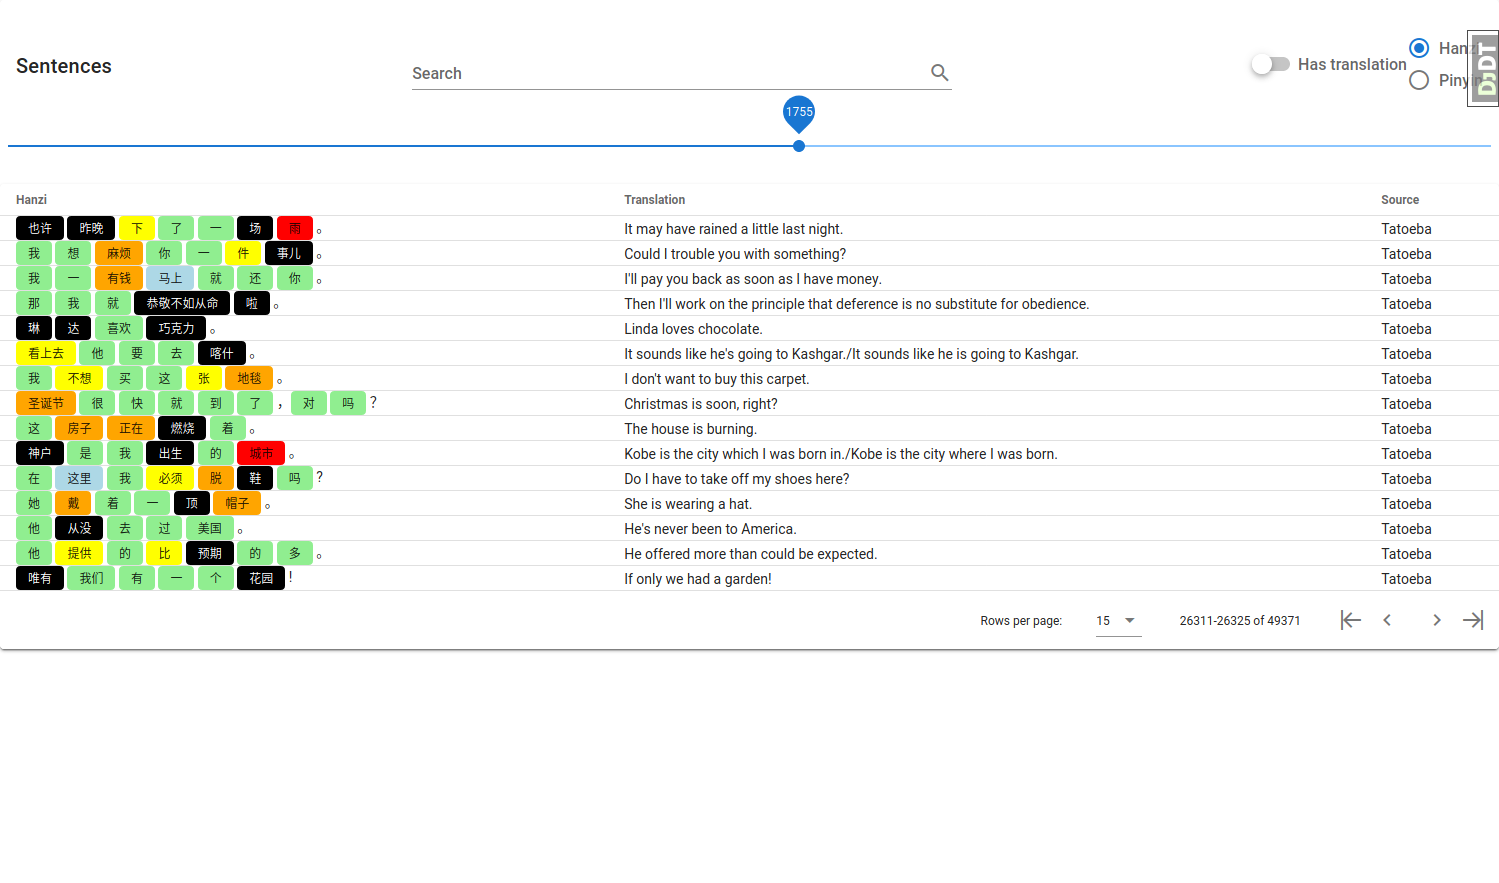 Sentences
Search
Has translation
Hanzi
Pinyin
DjDT
1755
Hanzi Translation Source
也许 昨晚 下 了 一 场 雨 。 It may have rained a little last night. Tatoeba
我 想 麻烦 你 一 件 事儿 。 Could I trouble you with something? Tatoeba
我 一 有钱 马上 就 还 你 。 I'll pay you back as soon as I have money. Tatoeba
那 我 就 恭敬不如从命 啦 。 Then I'll work on the principle that deference is no substitute for obedience. Tatoeba
琳 达 喜欢 巧克力 。 Linda loves chocolate. Tatoeba
看上去 他 要 去 喀什 。 It sounds like he's going to Kashgar./It sounds like he is going to Kashgar. Tatoeba
我 不想 买 这 张 地毯 。 I don't want to buy this carpet. Tatoeba
圣诞节 很 快 就 到 了 ， 对 吗 ？ Christmas is soon, right? Tatoeba
这 房子 正在 燃烧 着 。 The house is burning. Tatoeba
神户 是 我 出生 的 城市 。 Kobe is the city which I was born in./Kobe is the city where I was born. Tatoeba
在 这里 我 必须 脱 鞋 吗 ? Do I have to take off my shoes here? Tatoeba
她 戴 着 一 顶 帽子 。 She is wearing a hat. Tatoeba
他 从没 去 过 美国 。 He's never been to America. Tatoeba
他 提供 的 比 预期 的 多 。 He offered more than could be expected. Tatoeba
唯有 我们 有 一 个 花园 ！ If only we had a garden! Tatoeba
Rows per page: 15 26311-26325 of 49371